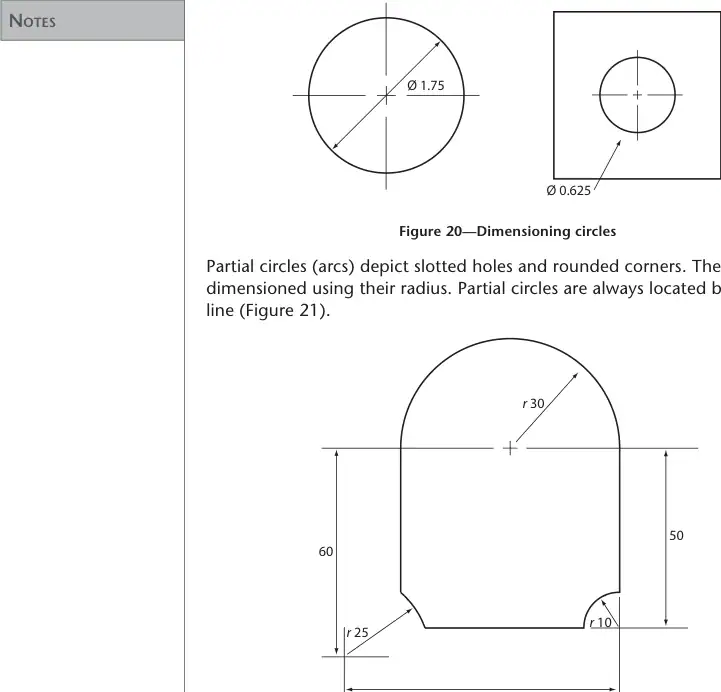 NOTES
Ø 1.75
Ø 0.625
Figure 20—Dimensioning circles
Partial circles (arcs) depict slotted holes and rounded corners. The
dimensioned using their radius. Partial circles are always located b
line (Figure 21).
r 30
60
50
r 25
r 10